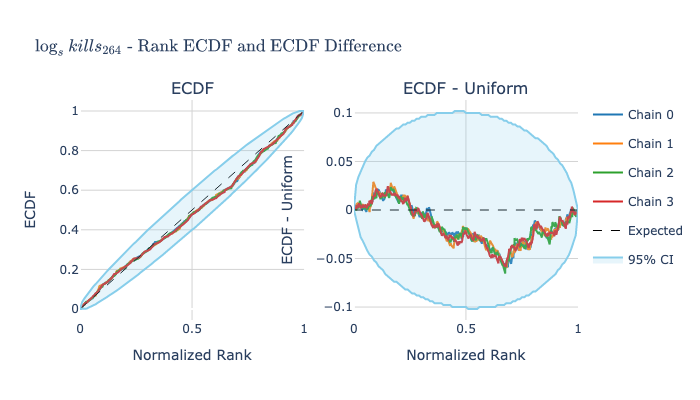 log_s kills_264 - Rank ECDF and ECDF Difference
ECDF
ECDF - Uniform
ECDF
1
0.8
0.6
0.4
0.2
0
0
0.5
1
Normalized Rank
ECDF - Uniform
0.1
0.05
0
−0.05
−0.1
0
0.5
1
Normalized Rank
Chain 0
Chain 1
Chain 2
Chain 3
Expected
95% CI